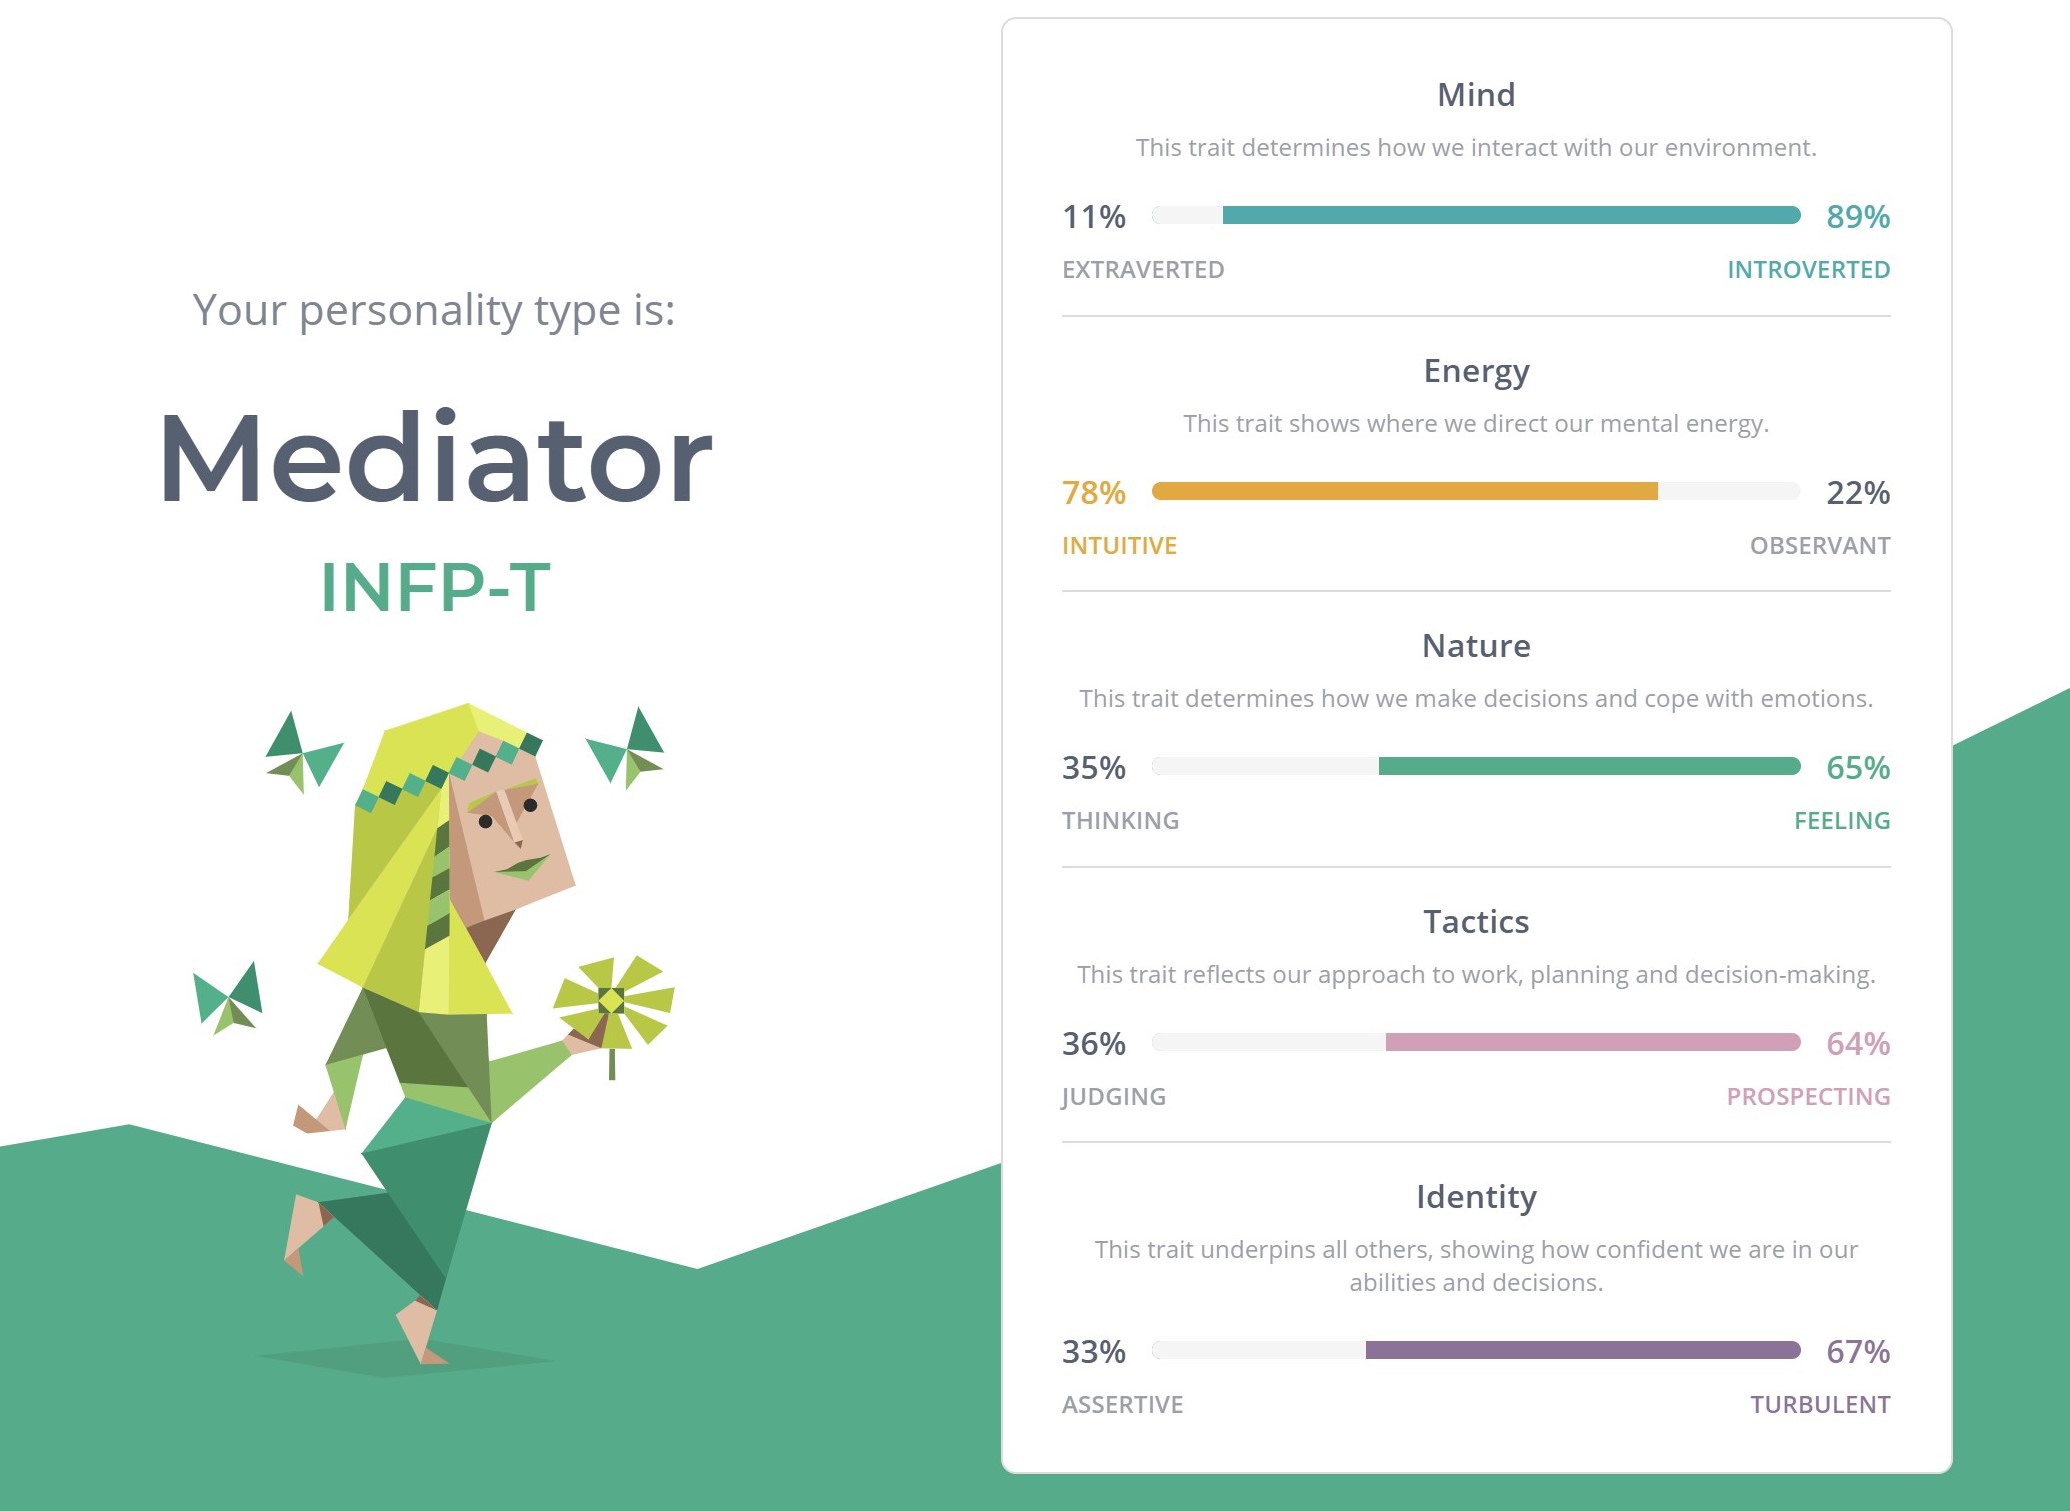 Your personality type is:
Mediator
INFP-T
Mind
This trait determines how we interact with our environment.
11% 89%
EXTRAVERTED INTROVERTED
Energy
This trait shows where we direct our mental energy.
78% 22%
INTUITIVE OBSERVANT
Nature
This trait determines how we make decisions and cope with emotions.
35% 65%
THINKING FEELING
Tactics
This trait reflects our approach to work, planning and decision-making.
36% 64%
JUDGING PROSPECTING
Identity
This trait underpins all others, showing how confident we are in our
abilities and decisions.
33% 67%
ASSERTIVE TURBULENT